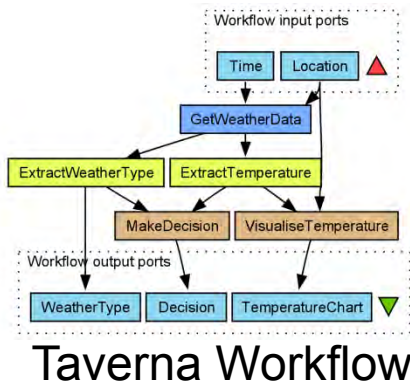 Workflow input ports
Time Location
GetWeatherData
ExtractWeatherType ExtractTemperature
MakeDecision VisualiseTemperature
Workflow output ports
WeatherType Decision TemperatureChart
Taverna Workflow